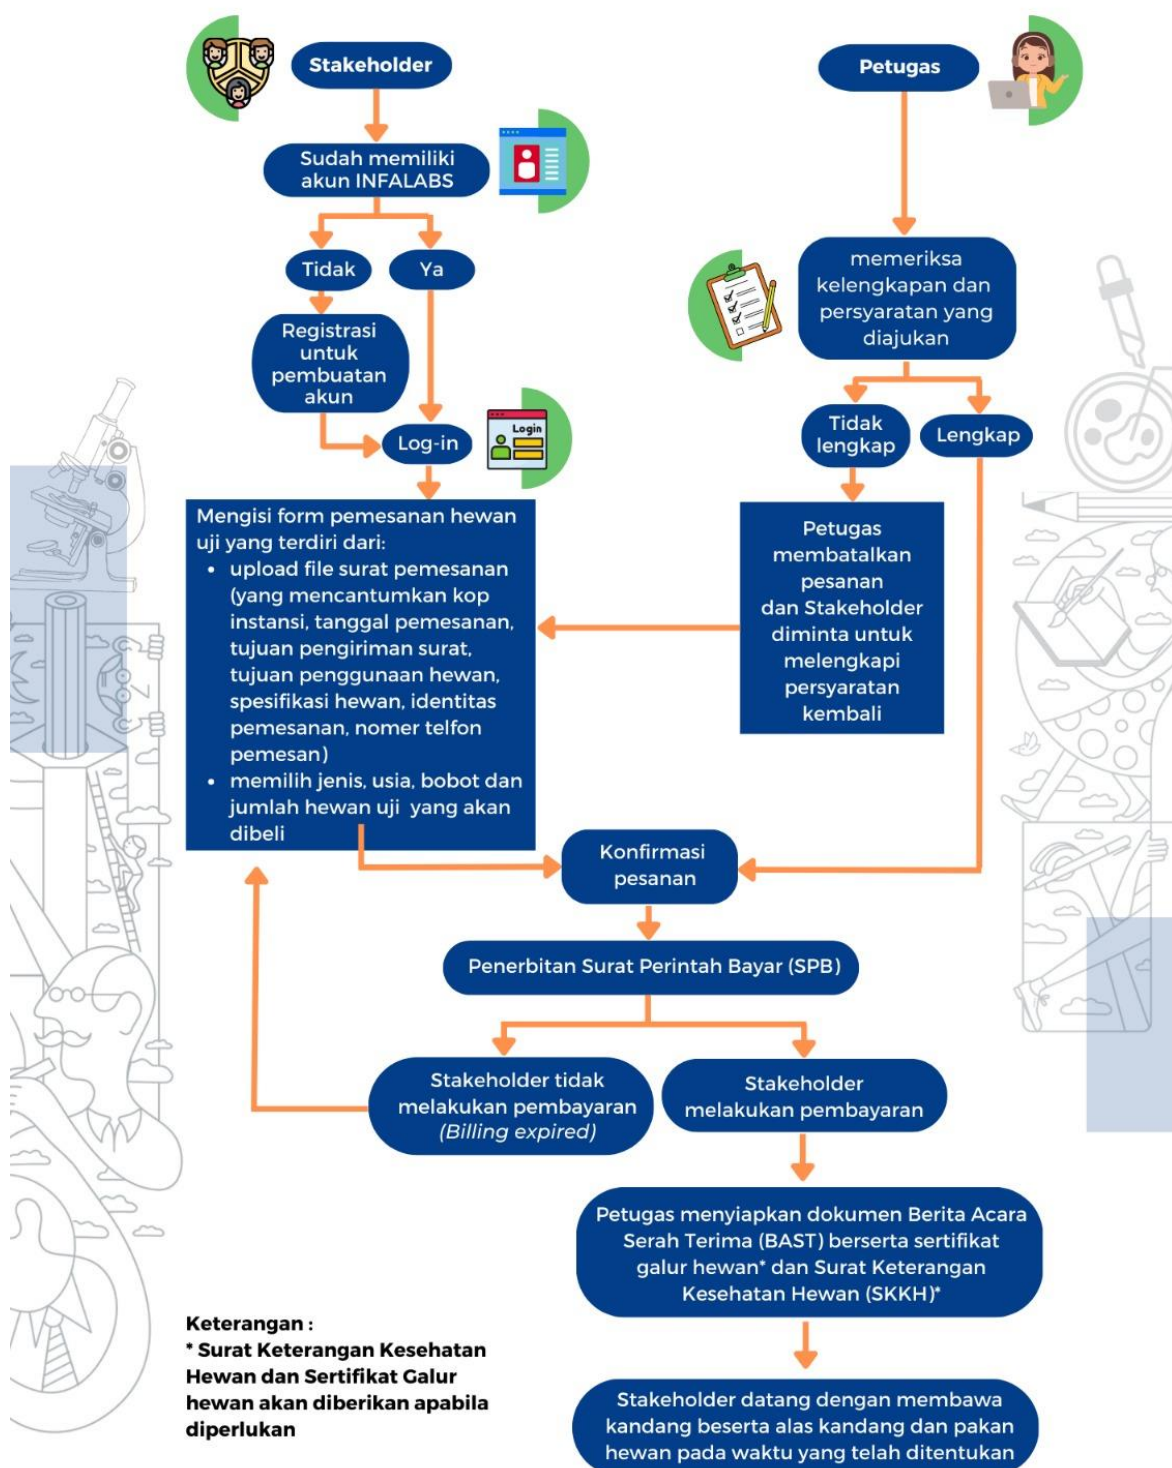 Stakeholder
Sudah memiliki
akun INFALABS
Tidak
Ya
Registrasi
untuk
pembuatan
akun
Login
Log-in
Mengisi form pemesanan hewan
uji yang terdiri dari:
• upload file surat pemesanan
(yang mencantumkan kop
instansi, tanggal pemesanan,
tujuan pengiriman surat,
tujuan penggunaan hewan,
spesifikasi hewan, identitas
pemesanan, nomer telfon
pemesan)
• memilih jenis, usia, bobot dan
jumlah hewan uji yang akan
dibeli
Petugas
memeriksa
kelengkapan dan
persyaratan yang
diajukan
Tidak
lengkap
Lengkap
Petugas
membatalkan
pesanan
dan Stakeholder
diminta untuk
melengkapi
persyaratan
kembali
Konfirmasi
pesanan
Penerbitan Surat Perintah Bayar (SPB)
Stakeholder tidak
melakukan pembayaran
(Billing expired)
Stakeholder
melakukan pembayaran
Petugas menyiapkan dokumen Berita Acara
Serah Terima (BAST) berserta sertifikat
galur hewan* dan Surat Keterangan
Kesehatan Hewan (SKKH)*
Stakeholder datang dengan membawa
kandang beserta alas kandang dan pakan
hewan pada waktu yang telah ditentukan
Keterangan :
* Surat Keterangan Kesehatan
Hewan dan Sertifikat Galur
hewan akan diberikan apabila
diperlukan